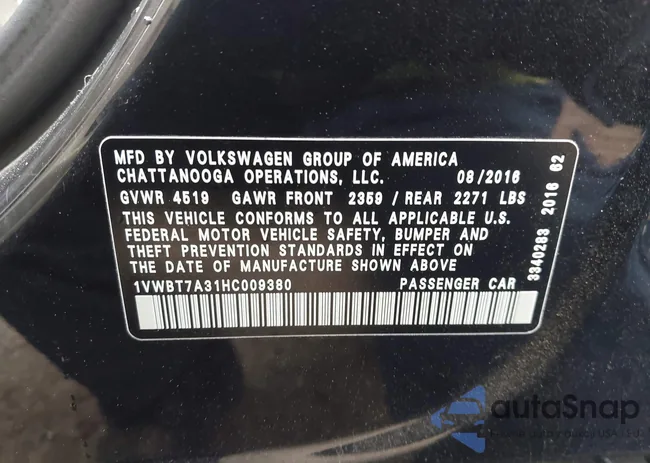 MFD BY VOLKSWAGEN GROUP OF AMERICA
CHATTANOOGA OPERATIONS, LLC. 08/2016
GVWR 4519 GAWR FRONT 2359 / REAR 2271 LBS
THIS VEHICLE CONFORMS TO ALL APPLICABLE U.S.
FEDERAL MOTOR VEHICLE SAFETY, BUMPER AND
THEFT PREVENTION STANDARDS IN EFFECT ON
THE DATE OF MANUFACTURE SHOWN ABOVE
1VWBT7A31HC009380 PASSENGER CAR
3340283 2016 62
autoSnap